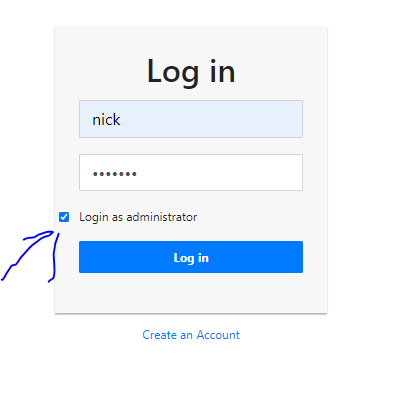 Log in
nick
•••••••
Login as administrator
Log in
Create an Account